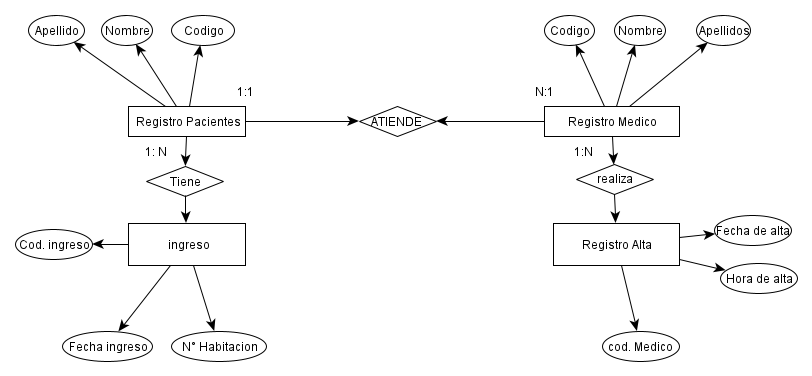 Apellido
Nombre
Codigo
Codigo
Nombre
Apellidos
1:1
N:1
Registro Pacientes
ATIENDE
Registro Medico
1: N
1:N
Tiene
realiza
Cod. ingreso
ingreso
Registro Alta
Fecha de alta
Hora de alta
Fecha ingreso
N° Habitacion
cod. Medico